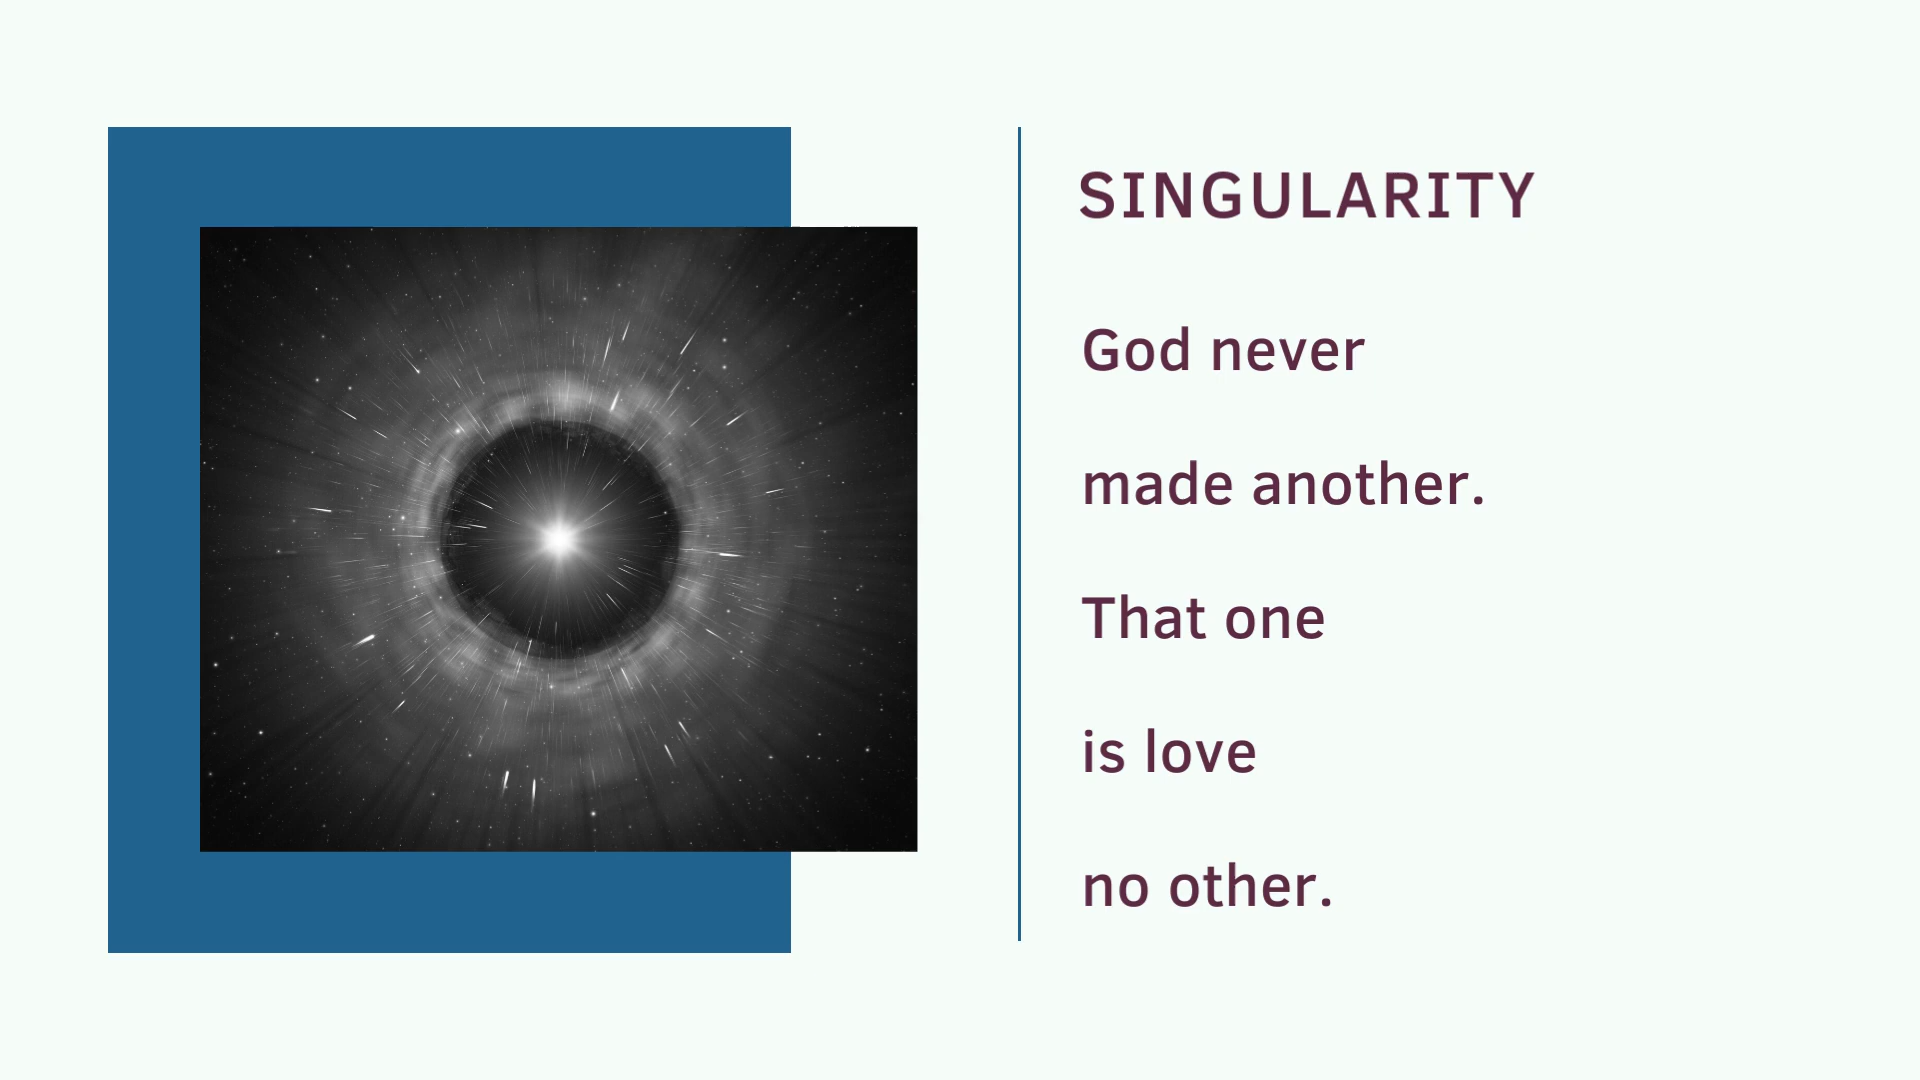 SINGULARITY
God never
made another.
That one
is love
no other.